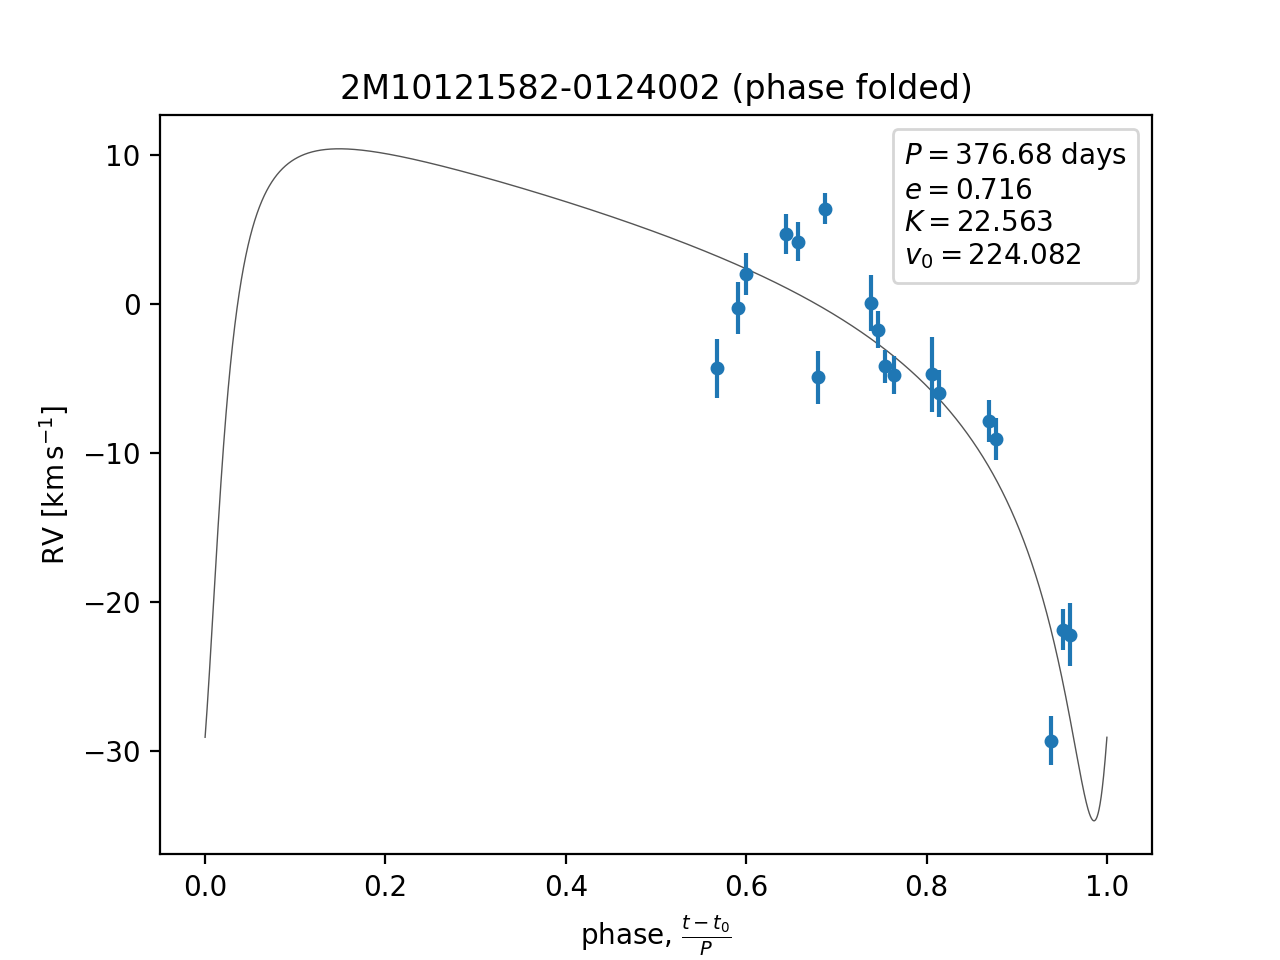 2M10121582-0124002 (phase folded)
P = 376.68 days
e = 0.716
K = 22.563
v₀ = 224.082
RV [km s⁻¹]
10
0
−10
−20
−30
0.0 0.2 0.4 0.6 0.8 1.0
phase, (t − t₀)/P